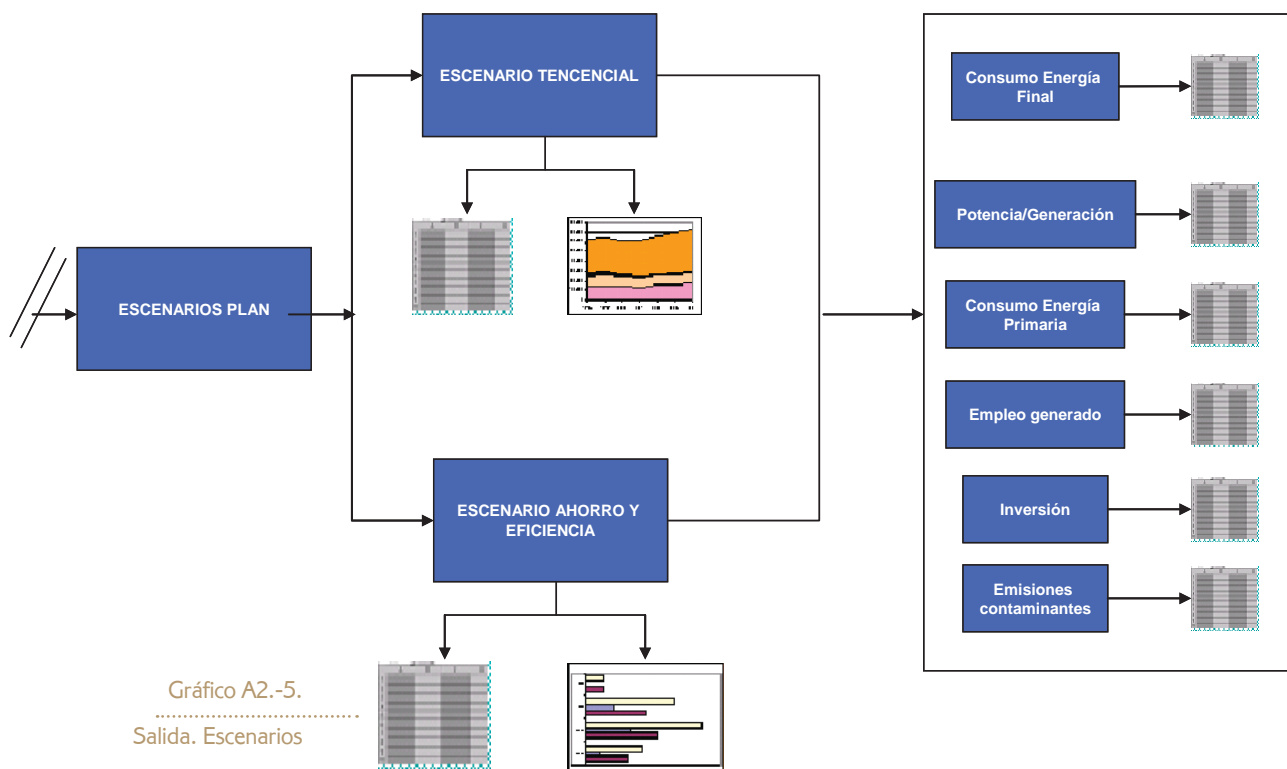 ESCENARIO TENCENCIAL
ESCENARIOS PLAN
ESCENARIO AHORRO Y
EFICIENCIA
Consumo Energía
Final
Potencia/Generación
Consumo Energía
Primaria
Empleo generado
Inversión
Emisiones
contaminantes
Gráfico A2.-5.
Salida. Escenarios